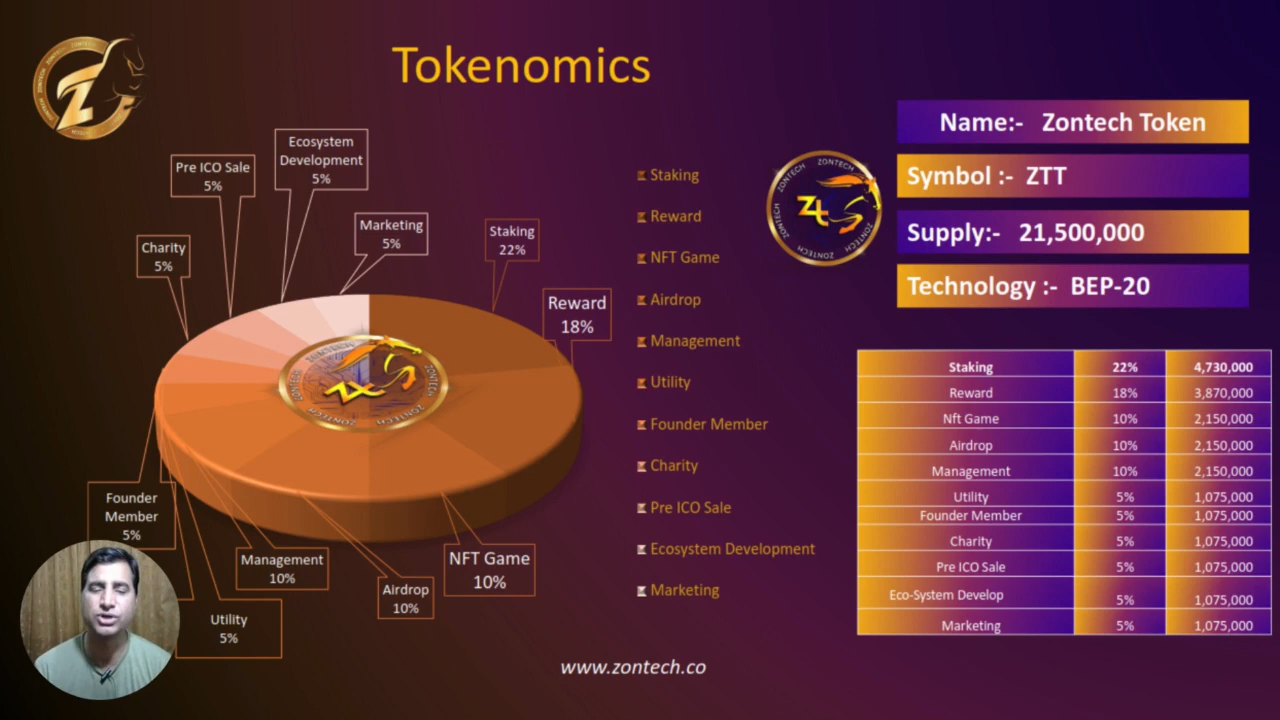 Tokenomics
Ecosystem
Development
5%
Pre ICO Sale
5%
Marketing
5%
Staking
22%
Charity
5%
Reward
18%
Founder
Member
5%
Management
10%
Airdrop
10%
NFT Game
10%
Utility
5%
Staking
Reward
NFT Game
Airdrop
Management
Utility
Founder Member
Charity
Pre ICO Sale
Ecosystem Development
Marketing
ZONTECH
ZONTECH
ZONTECH
ZONTECH
ZONTECH
Name:- Zontech Token
Symbol :- ZTT
Supply:- 21,500,000
Technology :- BEP-20
Staking 22% 4,730,000
Reward 18% 3,870,000
Nft Game 10% 2,150,000
Airdrop 10% 2,150,000
Management 10% 2,150,000
Utility 5% 1,075,000
Founder Member 5% 1,075,000
Charity 5% 1,075,000
Pre ICO Sale 5% 1,075,000
Eco-System Develop 5% 1,075,000
Marketing 5% 1,075,000
www.zontech.co